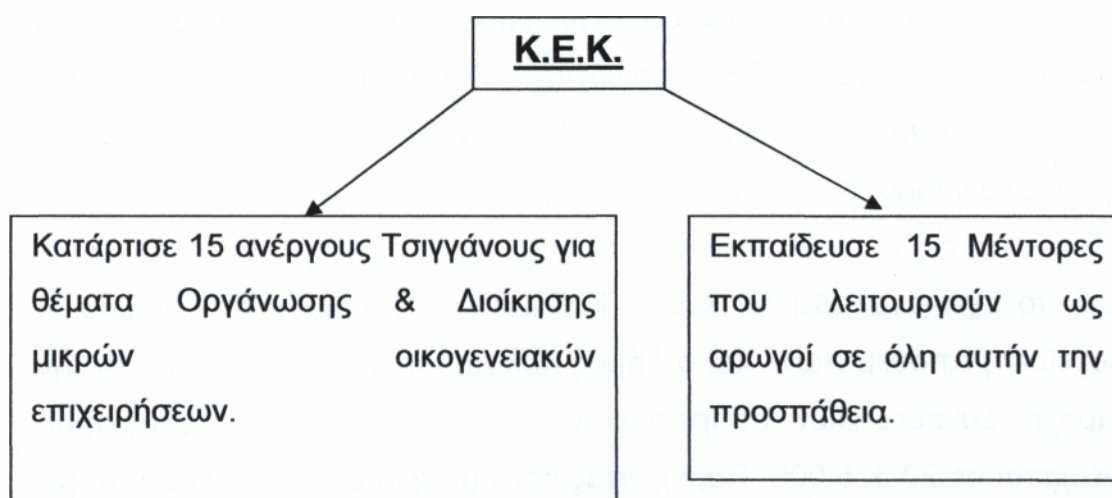 Κ.Ε.Κ.
Κατάρτισε 15 ανέργους Τσιγγάνους για
θέματα Οργάνωσης & Διοίκησης
μικρών οικογενειακών
επιχειρήσεων.
Εκπαίδευσε 15 Μέντορες
που λειτουργούν ως
αρωγοί σε όλη αυτήν την
προσπάθεια.